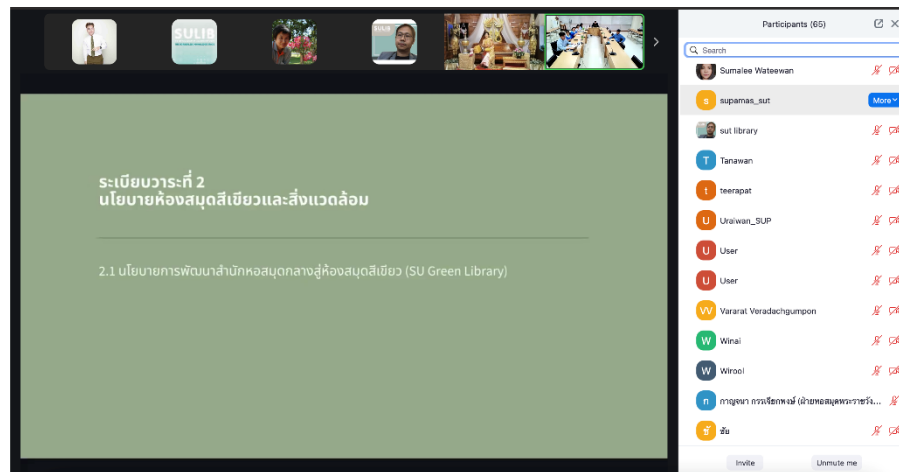 SULIB
SULIB
ระเบียบวาระที่ 2
นโยบายห้องสมุดสีเขียวและสิ่งแวดล้อม
2.1 นโยบายการพัฒนาสำนักหอสมุดกลางสู่ห้องสมุดสีเขียว (SU Green Library)
Participants (65)
Search
Sumalee Wateewan
s supamas_sut More
sut library
T Tanawan
t teerapat
U Uraiwan_SUP
U User
U User
VV Vararat Veradachgumpon
W Winai
W Wirool
ก กาญจนา กรรเจียกพงษ์ (ฝ่ายหอสมุดพระราชวัง...
ชั ชัย
Invite Unmute me